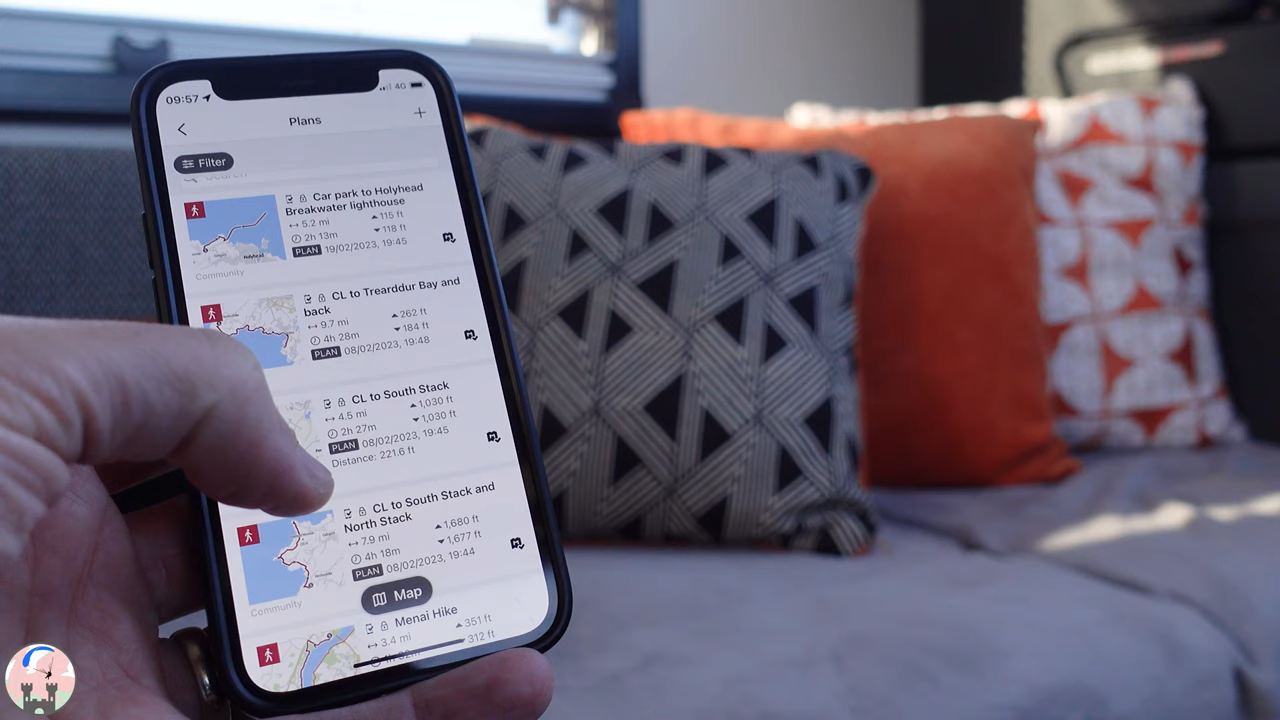 09:57
4G
Plans
Filter
Search
Car park to Holyhead
Breakwater lighthouse
5.2 mi
115 ft
2h 13m
118 ft
PLAN 19/02/2023, 19:45
Holyhead
Community
CL to Trearddur Bay and
back
9.7 mi
262 ft
4h 28m
184 ft
PLAN 08/02/2023, 19:48
CL to South Stack
4.5 mi
1,030 ft
2h 27m
1,030 ft
PLAN 08/02/2023, 19:45
Distance: 221.6 ft
CL to South Stack and
North Stack
7.9 mi
1,680 ft
4h 18m
1,677 ft
PLAN 08/02/2023, 19:44
Community
Map
Menai Hike
3.4 mi
351 ft
312 ft